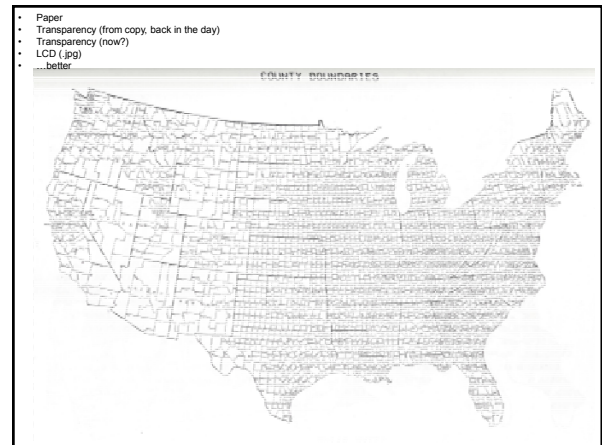 • Paper
• Transparency (from copy, back in the day)
• Transparency (now?)
• LCD (.jpg)
• …better
COUNTY BOUNDARIES